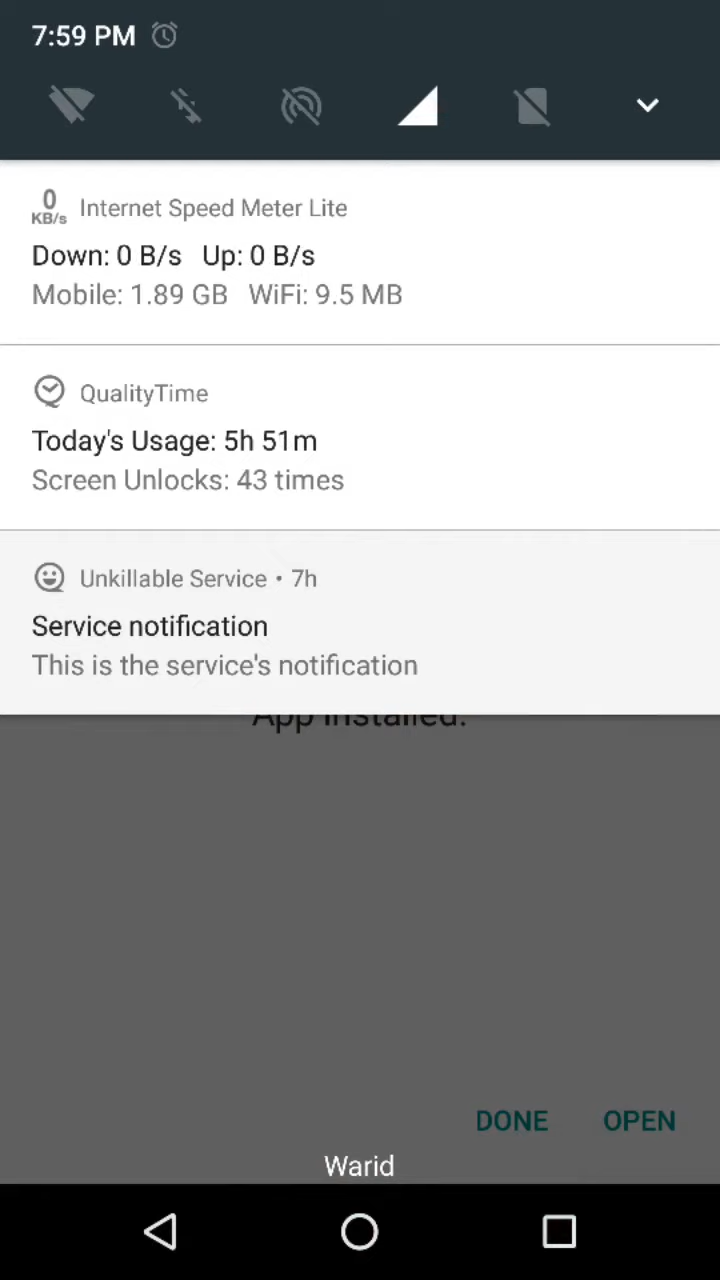 7:59 PM
0
KB/s Internet Speed Meter Lite
Down: 0 B/s Up: 0 B/s
Mobile: 1.89 GB WiFi: 9.5 MB
QualityTime
Today's Usage: 5h 51m
Screen Unlocks: 43 times
Unkillable Service • 7h
Service notification
This is the service's notification
App installed.
DONE OPEN
Warid